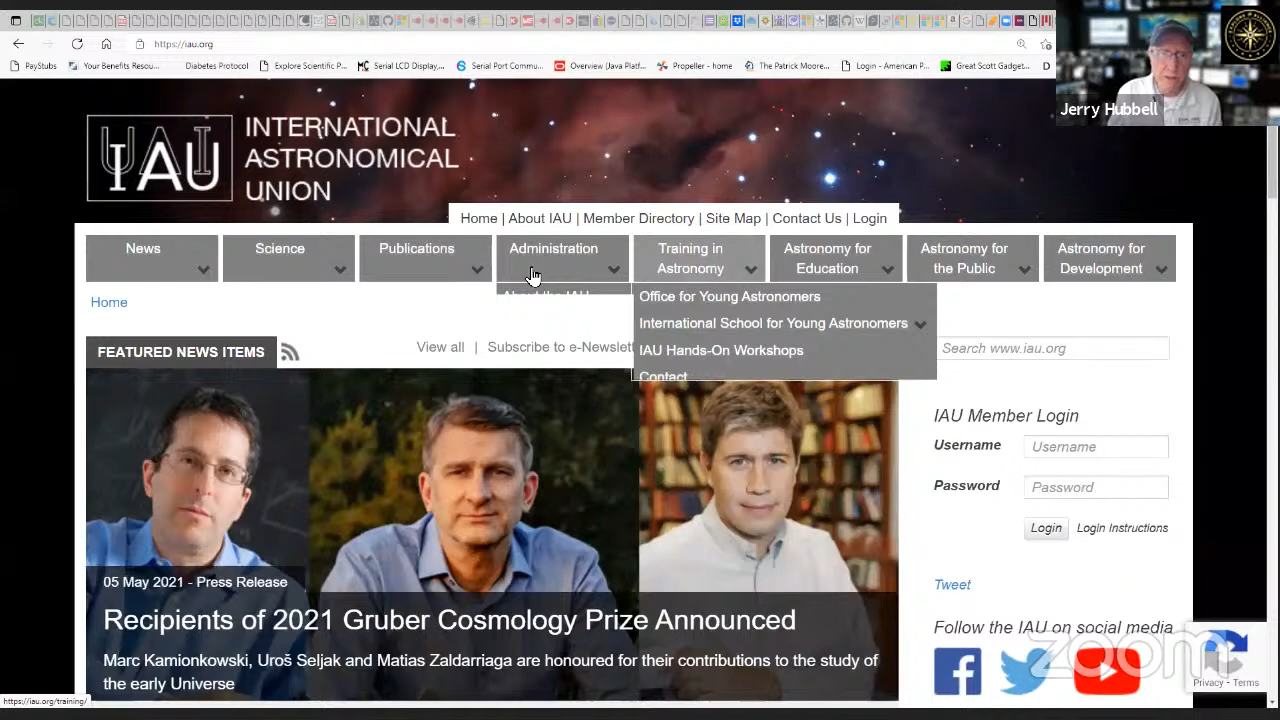 https://iau.org
PayStubs
Your Benefits Resou...
Diabetes Protocol
Explore Scientific P...
Serial LCD Display,...
Serial Port Commu...
Overview (Java Platf...
Propeller - home
The Patrick Moore...
Login - American P...
Great Scott Gadget...
D
Jerry Hubbell
IAU
INTERNATIONAL
ASTRONOMICAL
UNION
Home | About IAU | Member Directory | Site Map | Contact Us | Login
News
Science
Publications
Administration
Training in
Astronomy
Astronomy for
Education
Astronomy for
the Public
Astronomy for
Development
About the IAU
Office for Young Astronomers
International School for Young Astronomers
IAU Hands-On Workshops
Contact
Home
FEATURED NEWS ITEMS
View all | Subscribe to e-Newslett
Search www.iau.org
IAU Member Login
Username
Username
Password
Password
Login
Login Instructions
05 May 2021 - Press Release
Recipients of 2021 Gruber Cosmology Prize Announced
Marc Kamionkowski, Uroš Seljak and Matias Zaldarriaga are honoured for their contributions to the study of
the early Universe
Tweet
Follow the IAU on social media
zoom
Privacy - Terms
https://iau.org/training/